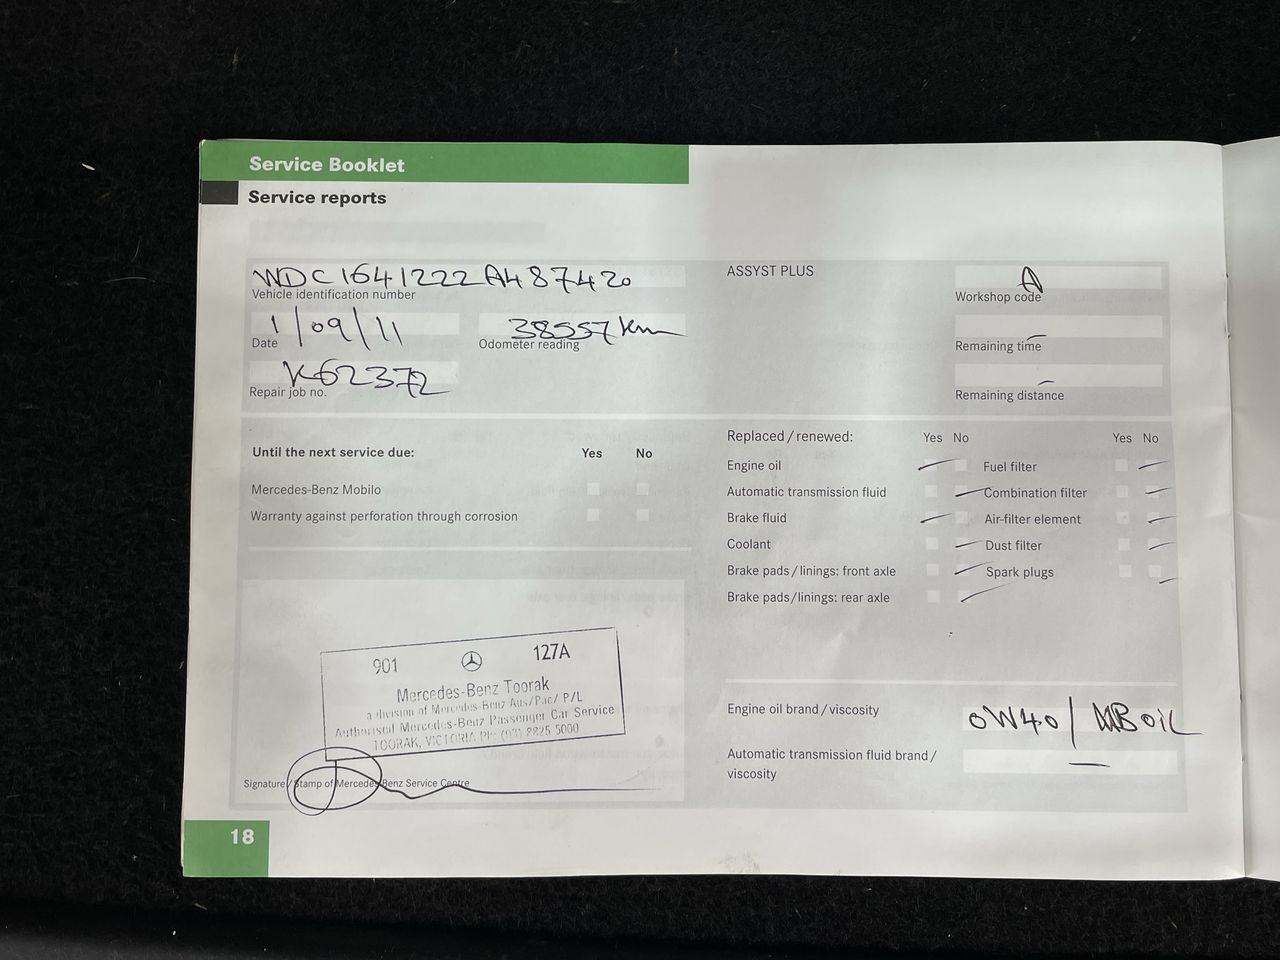 Service Booklet
Service reports
WDC1641222A487420
Vehicle identification number
1/09/11
Date
38557km
Odometer reading
K62372
Repair job no.
ASSYST PLUS
A
Workshop code
–
Remaining time
–
Remaining distance
Until the next service due: Yes No
Mercedes-Benz Mobilo
Warranty against perforation through corrosion
Replaced / renewed: Yes No Yes No
Engine oil Fuel filter
Automatic transmission fluid Combination filter
Brake fluid Air-filter element
Coolant Dust filter
Brake pads / linings: front axle Spark plugs
Brake pads/linings: rear axle
901 127A
Mercedes-Benz Toorak
a division of Mercedes-Benz Aus/Pac/ P/L
Authorised Mercedes-Benz Passenger Car Service
TOORAK, VICTORIA PH: (03) 8825 5000
Signature / Stamp of Mercedes-Benz Service Centre
Engine oil brand / viscosity
0W40 / MB OIL
Automatic transmission fluid brand /
viscosity
–
18